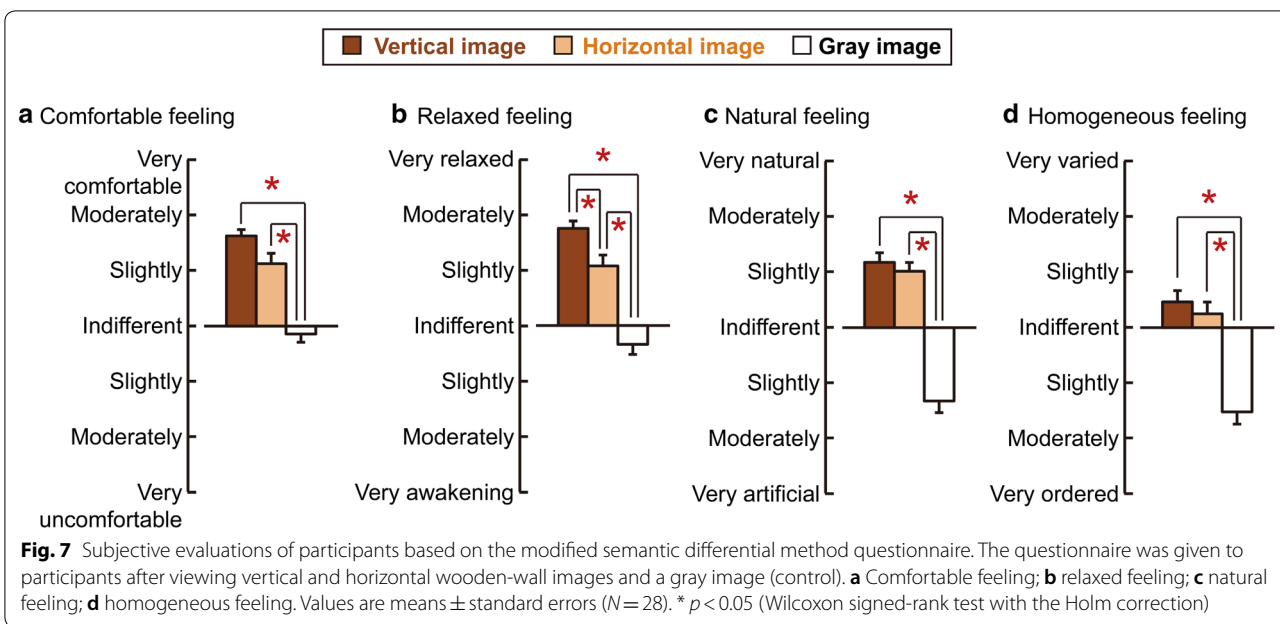 Vertical image Horizontal image Gray image
a Comfortable feeling
Very
comfortable
Moderately
Slightly
Indifferent
Slightly
Moderately
Very
uncomfortable
*
*
b Relaxed feeling
Very relaxed
Moderately
Slightly
Indifferent
Slightly
Moderately
Very awakening
*
*
*
c Natural feeling
Very natural
Moderately
Slightly
Indifferent
Slightly
Moderately
Very artificial
*
*
d Homogeneous feeling
Very varied
Moderately
Slightly
Indifferent
Slightly
Moderately
Very ordered
*
*
Fig. 7 Subjective evaluations of participants based on the modified semantic differential method questionnaire. The questionnaire was given to
participants after viewing vertical and horizontal wooden-wall images and a gray image (control). a Comfortable feeling; b relaxed feeling; c natural
feeling; d homogeneous feeling. Values are means ± standard errors (N = 28). * p < 0.05 (Wilcoxon signed-rank test with the Holm correction)